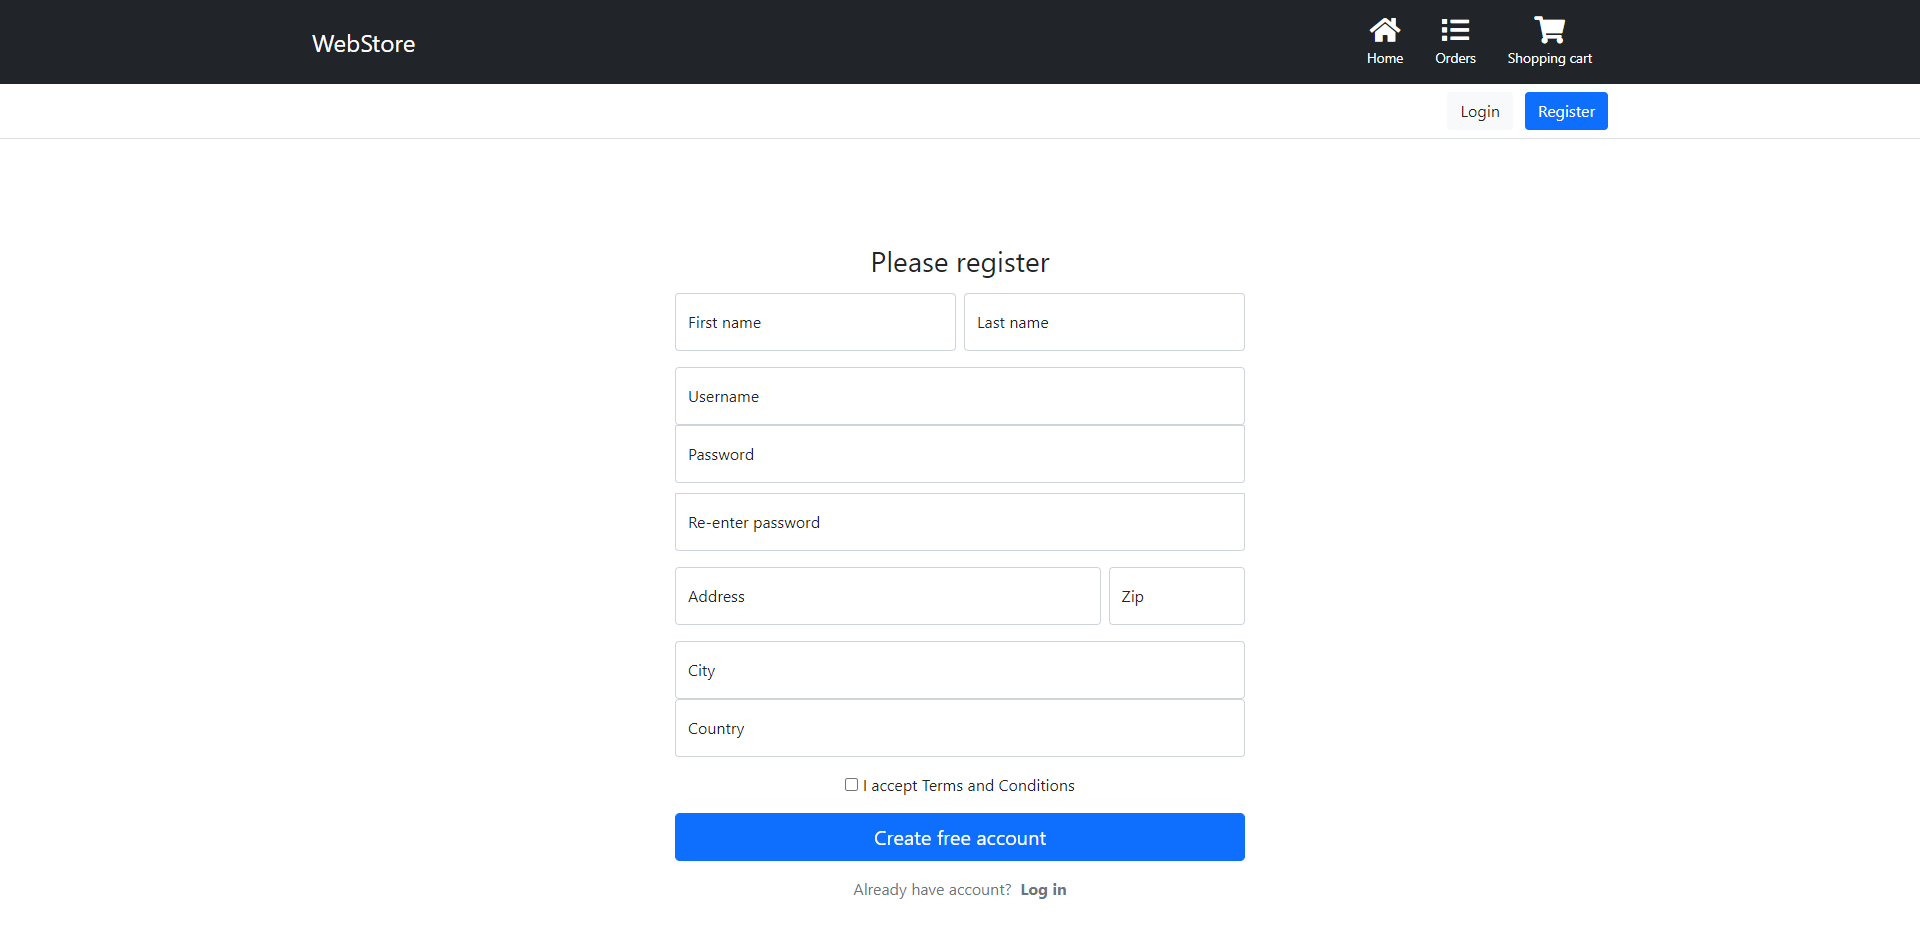 WebStore
Home Orders Shopping cart
Login Register
Please register
First name Last name
Username
Password
Re-enter password
Address Zip
City
Country
I accept Terms and Conditions
Create free account
Already have account? Log in